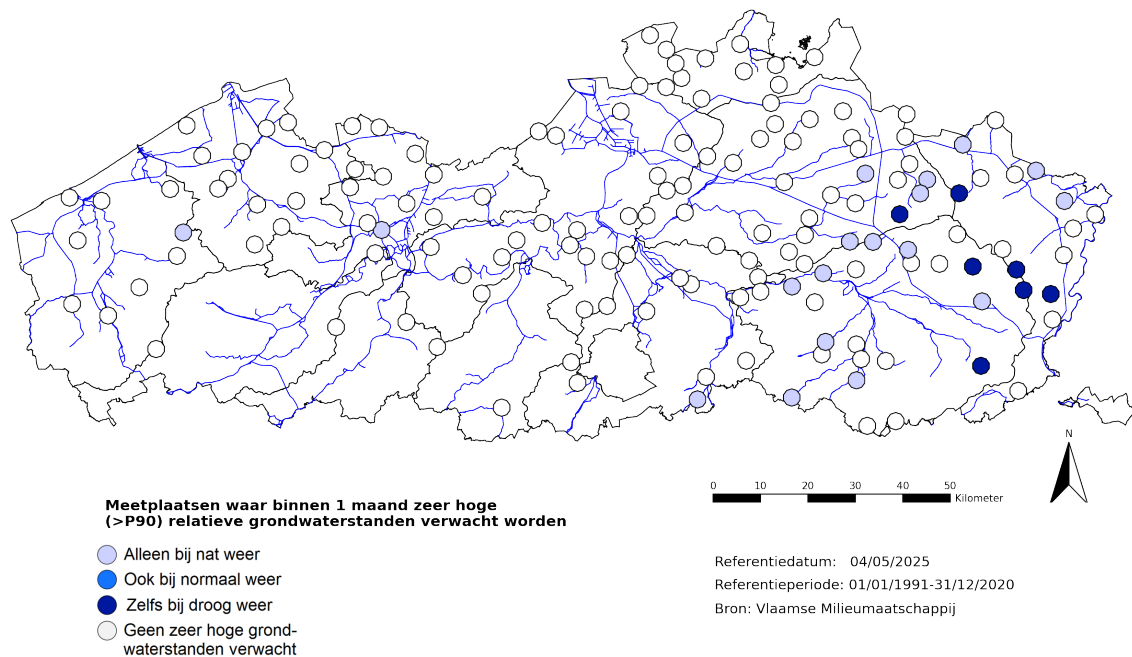 N
0 10 20 30 40 50
Kilometer
Meetplaatsen waar binnen 1 maand zeer hoge
(>P90) relatieve grondwaterstanden verwacht worden
Alleen bij nat weer
Ook bij normaal weer
Zelfs bij droog weer
Geen zeer hoge grond-
waterstanden verwacht
Referentiedatum: 04/05/2025
Referentieperiode: 01/01/1991-31/12/2020
Bron: Vlaamse Milieumaatschappij